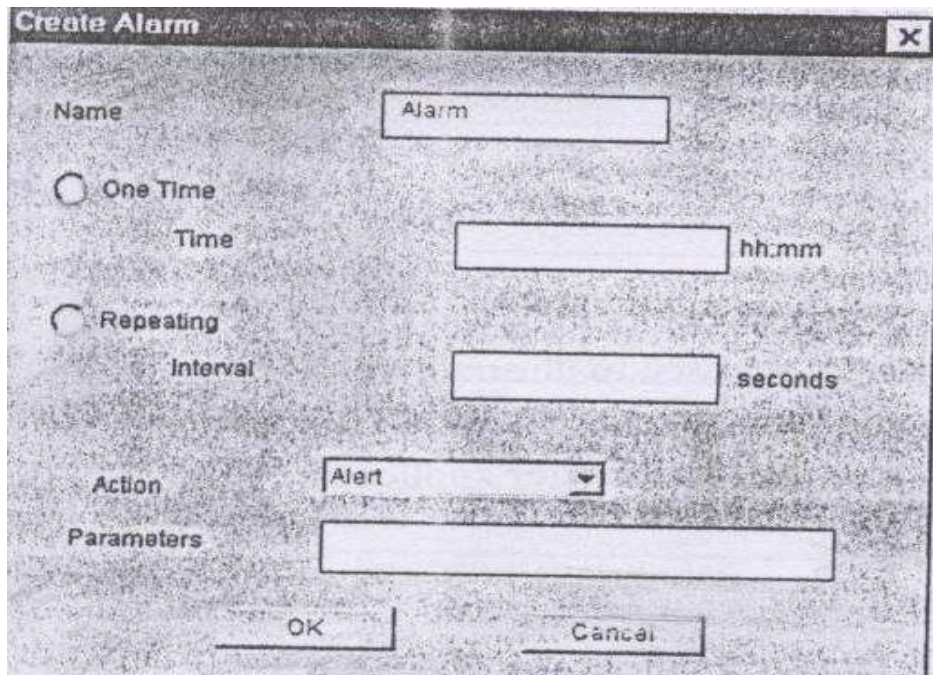 Create Alarm
Name Alarm
One Time
Time hh:mm
Repeating
Interval seconds
Action Alert
Parameters
OK Cancel